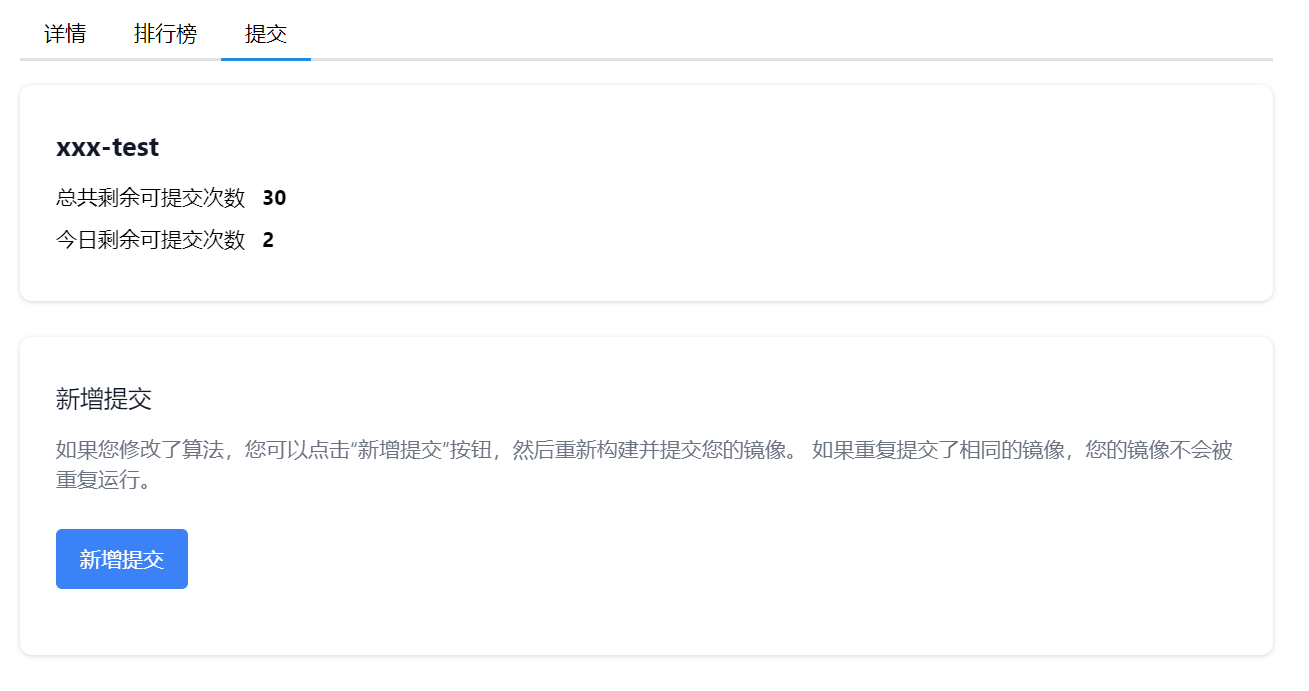 详情 排行榜 提交
xxx-test
总共剩余可提交次数 30
今日剩余可提交次数 2
新增提交
如果您修改了算法，您可以点击“新增提交”按钮，然后重新构建并提交您的镜像。 如果重复提交了相同的镜像，您的镜像不会被
重复运行。
新增提交